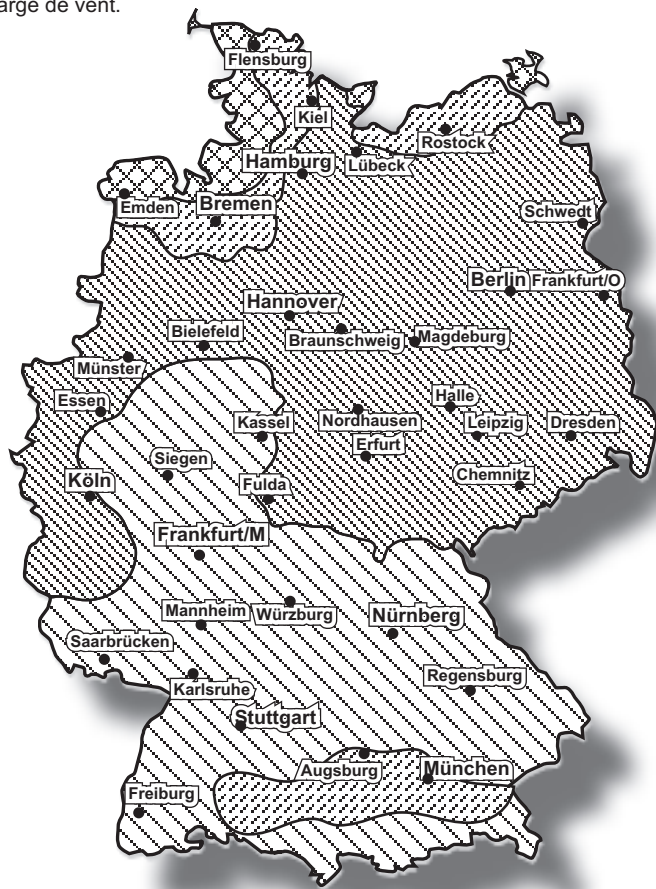 arge de vent.
Flensburg
Kiel
Rostock
Hamburg
Lübeck
Emden
Bremen
Schwedt
Berlin
Frankfurt/O
Hannover
Bielefeld
Braunschweig
Magdeburg
Münster
Essen
Halle
Kassel
Nordhausen
Leipzig
Dresden
Erfurt
Siegen
Köln
Fulda
Chemnitz
Frankfurt/M
Mannheim
Würzburg
Nürnberg
Saarbrücken
Karlsruhe
Regensburg
Stuttgart
Augsburg
München
Freiburg